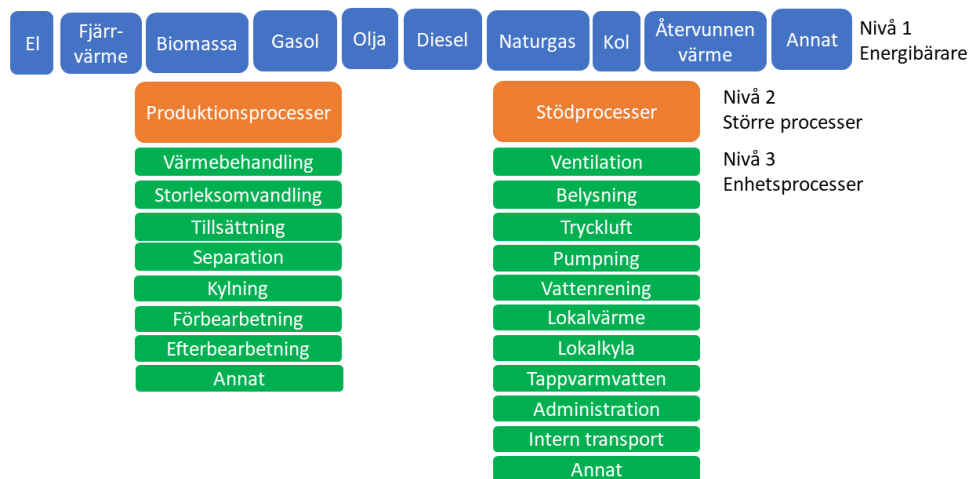 El
Fjärr-
värme
Biomassa
Gasol
Olja
Diesel
Naturgas
Kol
Återvunnen
värme
Annat
Nivå 1
Energibärare
Produktionsprocesser
Stödprocesser
Nivå 2
Större processer
Nivå 3
Enhetsprocesser
Värmebehandling
Storleksomvandling
Tillsättning
Separation
Kylning
Förbearbetning
Efterbearbetning
Annat
Ventilation
Belysning
Tryckluft
Pumpning
Vattenrening
Lokalvärme
Lokalkyla
Tappvarmvatten
Administration
Intern transport
Annat